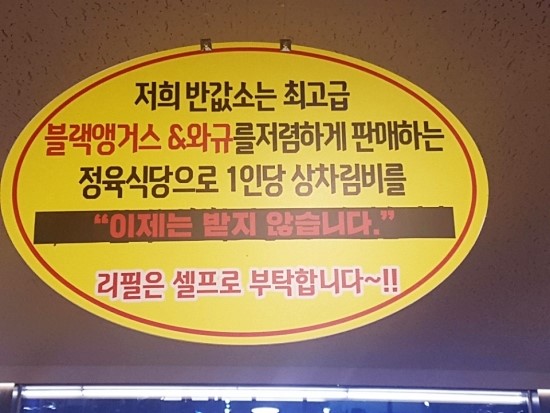 저희 반값소는 최고급
블랙앵거스 &와규를저렴하게 판매하는
정육식당으로 1인당 상차림비를
“이제는 받지 않습니다.”
리필은 셀프로 부탁합니다~!!